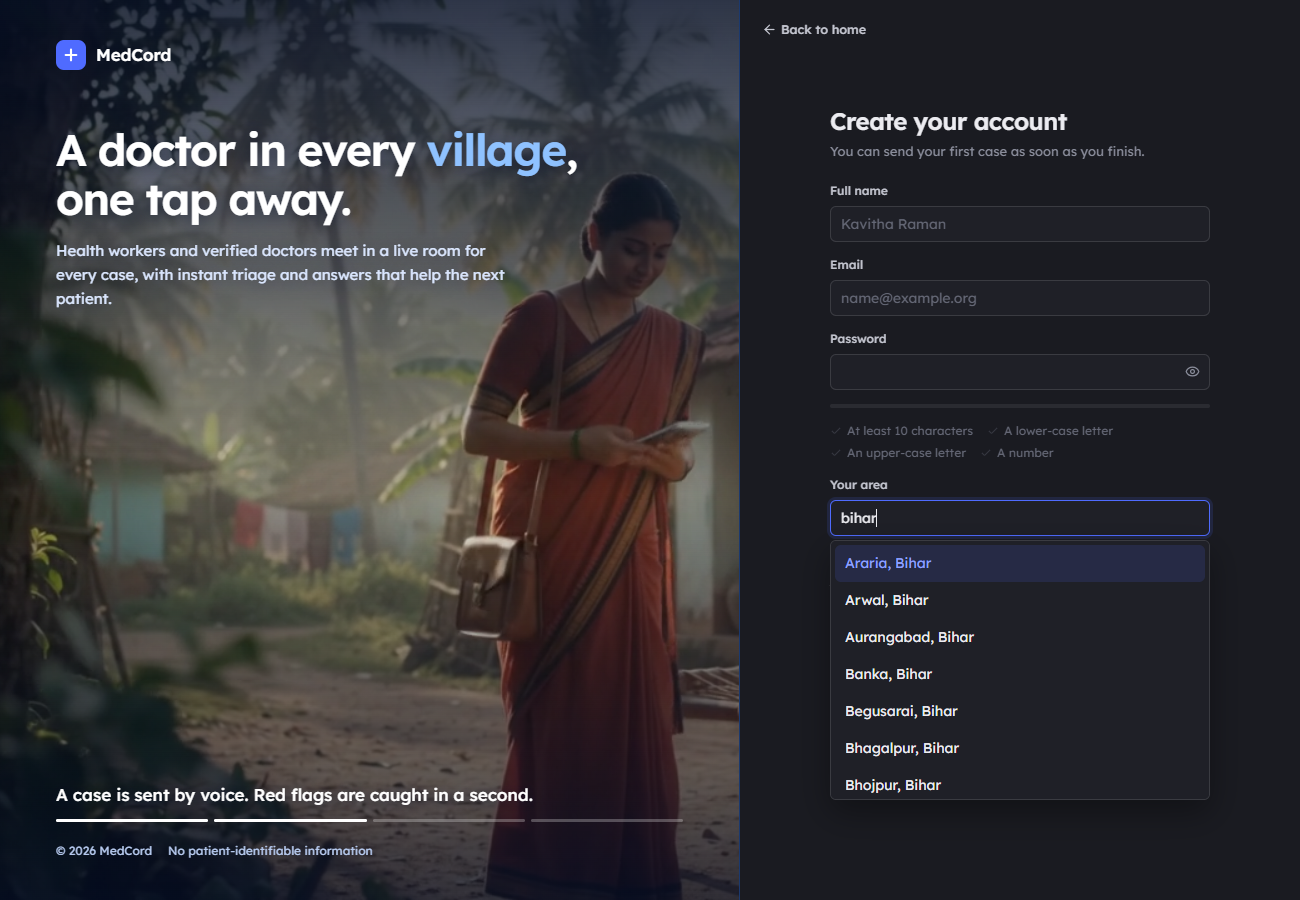 MedCord
A doctor in every village,
one tap away.
Health workers and verified doctors meet in a live room for
every case, with instant triage and answers that help the next
patient.
A case is sent by voice. Red flags are caught in a second.
© 2026 MedCord No patient-identifiable information
Back to home
Create your account
You can send your first case as soon as you finish.
Full name
Kavitha Raman
Email
name@example.org
Password
At least 10 characters A lower-case letter
An upper-case letter A number
Your area
bihar
Araria, Bihar
Arwal, Bihar
Aurangabad, Bihar
Banka, Bihar
Begusarai, Bihar
Bhagalpur, Bihar
Bhojpur, Bihar